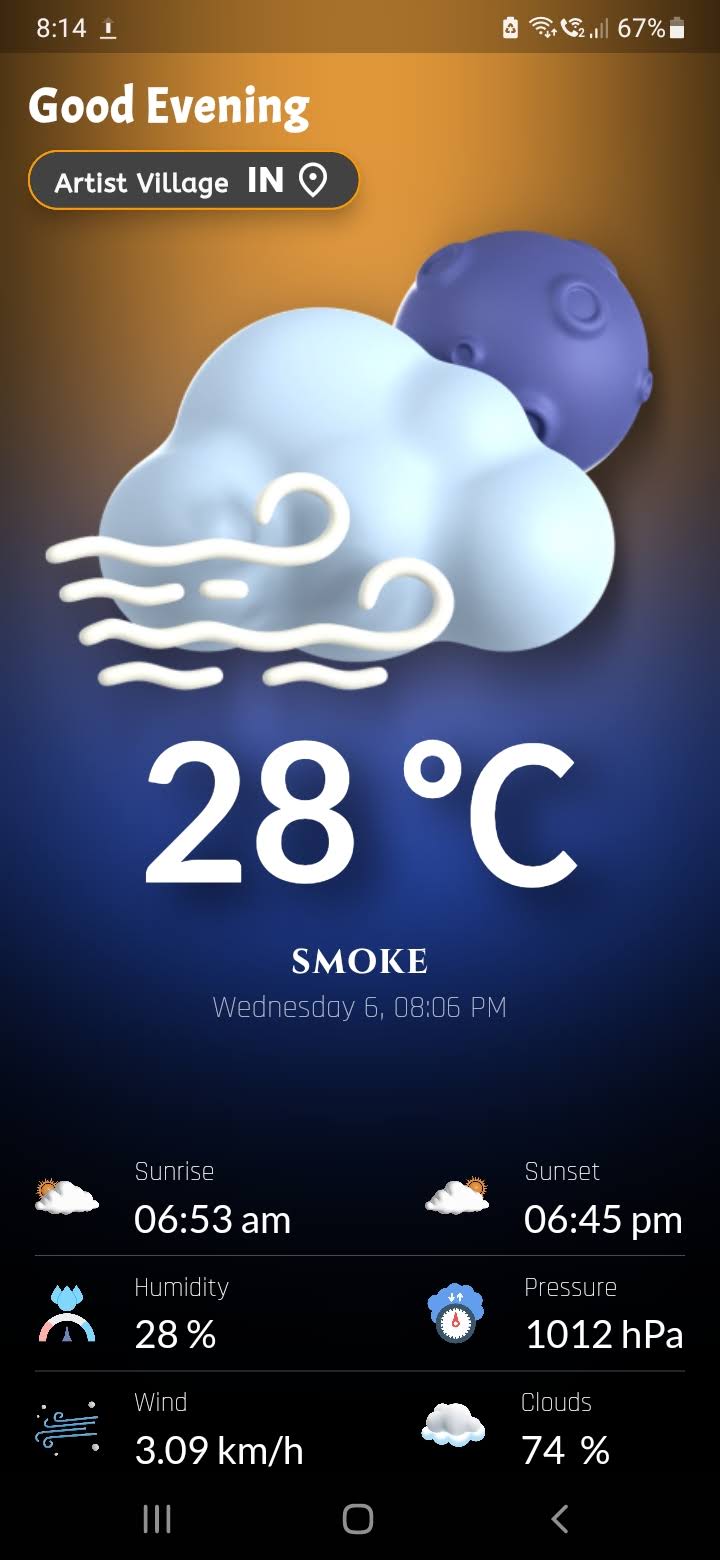 8:14 67%
Good Evening
Artist Village IN
28 °C
SMOKE
Wednesday 6, 08:06 PM
Sunrise Sunset
06:53 am 06:45 pm
Humidity Pressure
28 % 1012 hPa
Wind Clouds
3.09 km/h 74 %